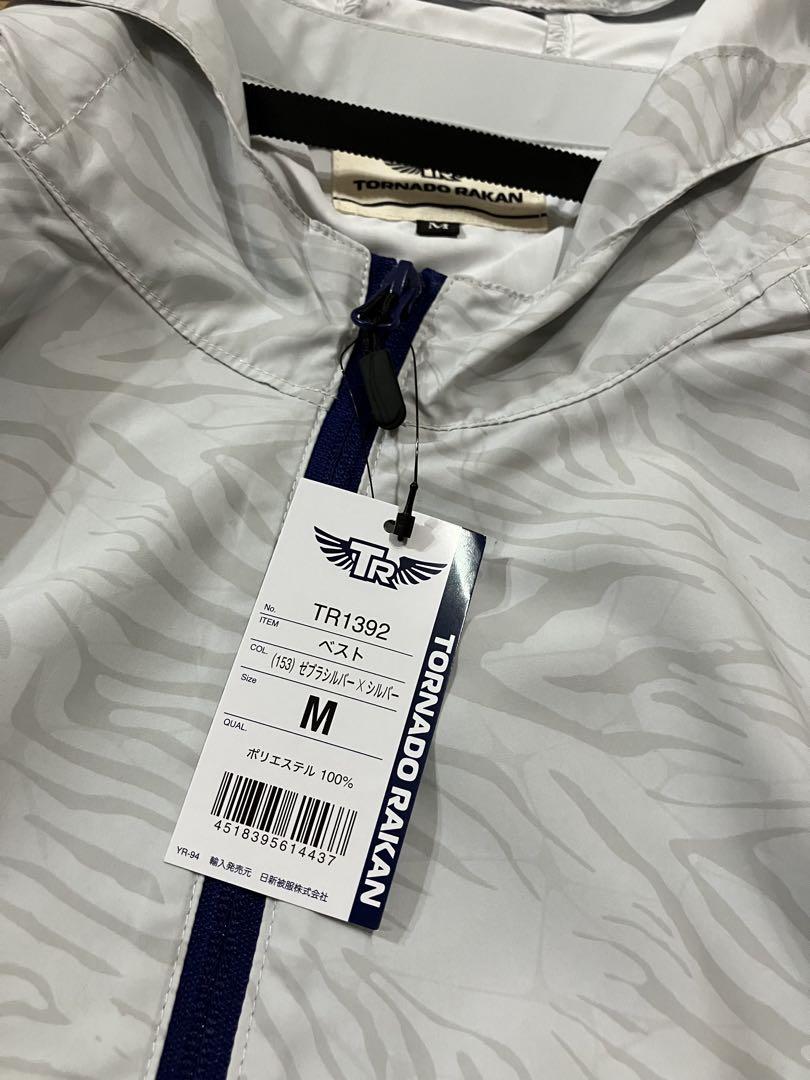 TORNADO RAKAN
M
TR
No. TR1392
ITEM ベスト
COL. (153) ゼブラシルバー×シルバー
Size M
QUAL.
ポリエステル 100%
4518395614437
YR-94 輸入発売元 日新被服株式会社
TORNADO RAKAN